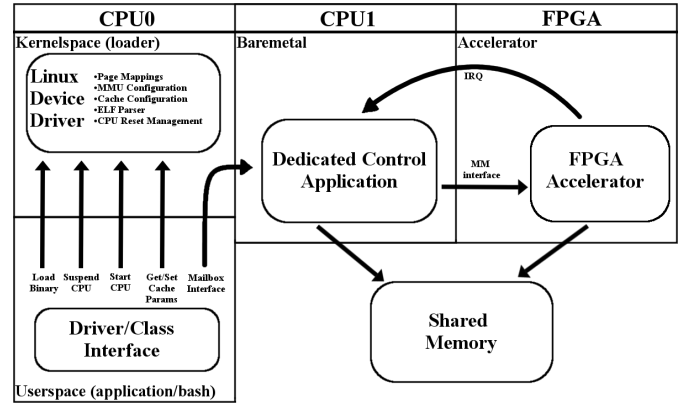 CPU0
CPU1
FPGA
Kernelspace (loader)
Baremetal
Accelerator
Linux
Device
Driver
•Page Mappings
•MMU Configuration
•Cache Configuration
•ELF Parser
•CPU Reset Management
IRQ
Dedicated Control
Application
MM
interface
FPGA
Accelerator
Load
Binary
Suspend
CPU
Start
CPU
Get/Set
Cache
Params
Mailbox
Interface
Driver/Class
Interface
Shared
Memory
Userspace (application/bash)